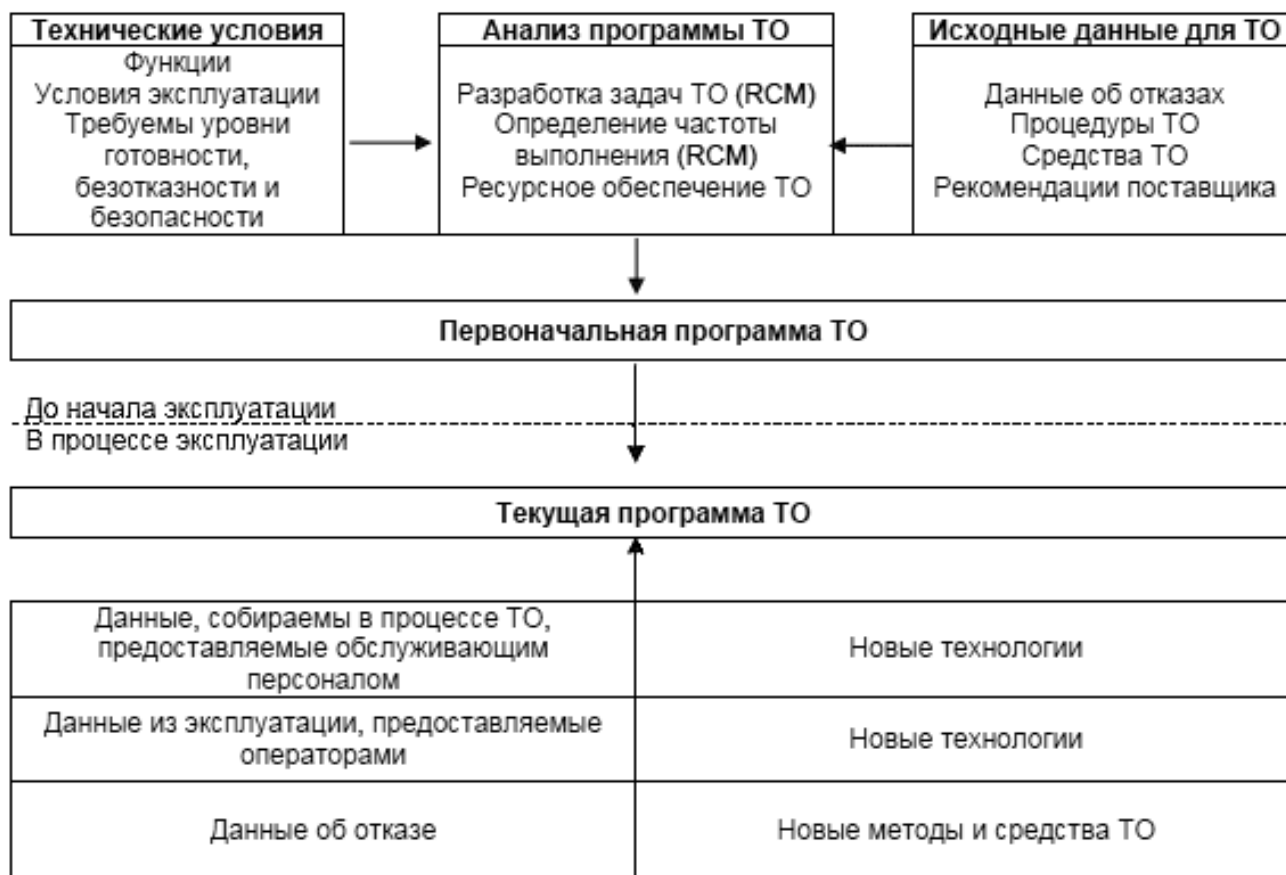 Технические условия
Функции
Условия эксплуатации
Требуемы уровни
готовности,
безотказности и
безопасности
Анализ программы ТО
Разработка задач ТО (RCM)
Определение частоты
выполнения (RCM)
Ресурсное обеспечение ТО
Исходные данные для ТО
Данные об отказах
Процедуры ТО
Средства ТО
Рекомендации поставщика
Первоначальная программа ТО
До начала эксплуатации
В процессе эксплуатации
Текущая программа ТО
Данные, собираемы в процессе ТО,
предоставляемые обслуживающим
персоналом
Новые технологии
Данные из эксплуатации, предоставляемые
операторами
Новые технологии
Данные об отказе
Новые методы и средства ТО